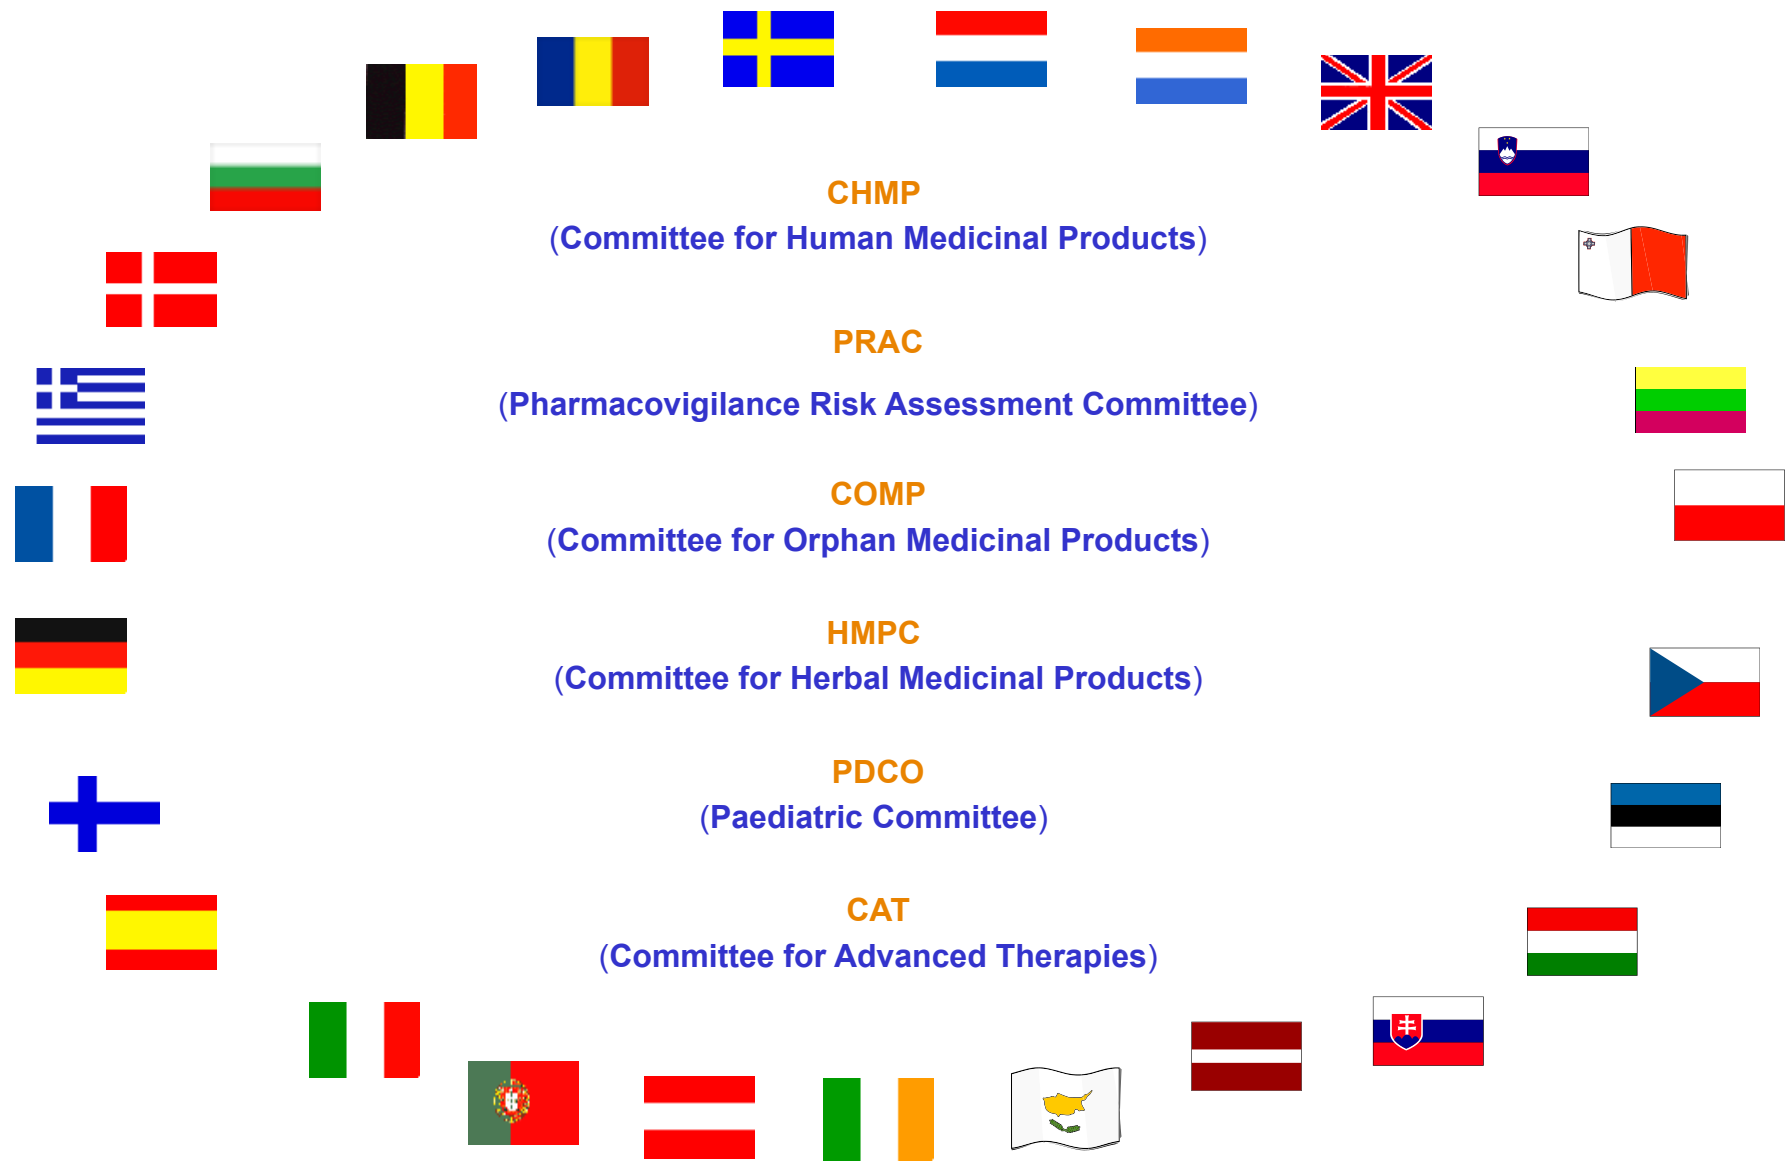 CHMP
(Committee for Human Medicinal Products)
PRAC
(Pharmacovigilance Risk Assessment Committee)
COMP
(Committee for Orphan Medicinal Products)
HMPC
(Committee for Herbal Medicinal Products)
PDCO
(Paediatric Committee)
CAT
(Committee for Advanced Therapies)